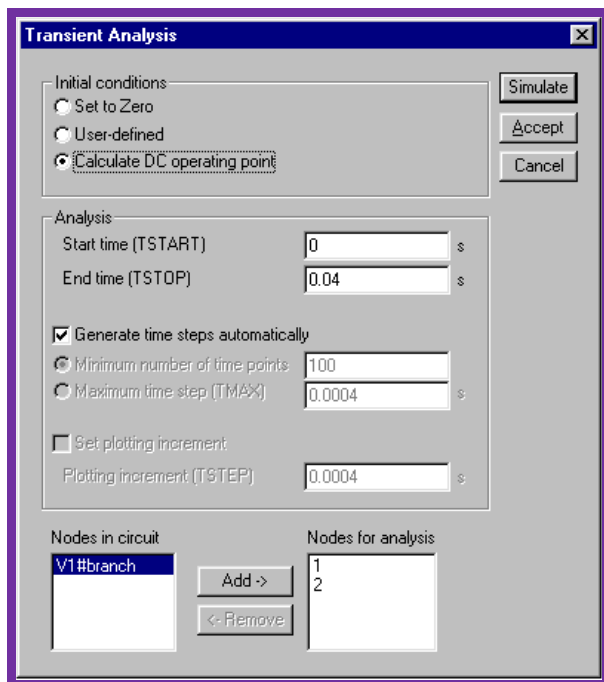 Transient Analysis
Initial conditions
Set to Zero
User-defined
Calculate DC operating point
Simulate
Accept
Cancel
Analysis
Start time (TSTART) 0 s
End time (TSTOP) 0.04 s
Generate time steps automatically
Minimum number of time points 100
Maximum time step (TMAX) 0.0004 s
Set plotting increment
Plotting increment (TSTEP) 0.0004 s
Nodes in circuit
V1#branch
Add ->
<- Remove
Nodes for analysis
1
2